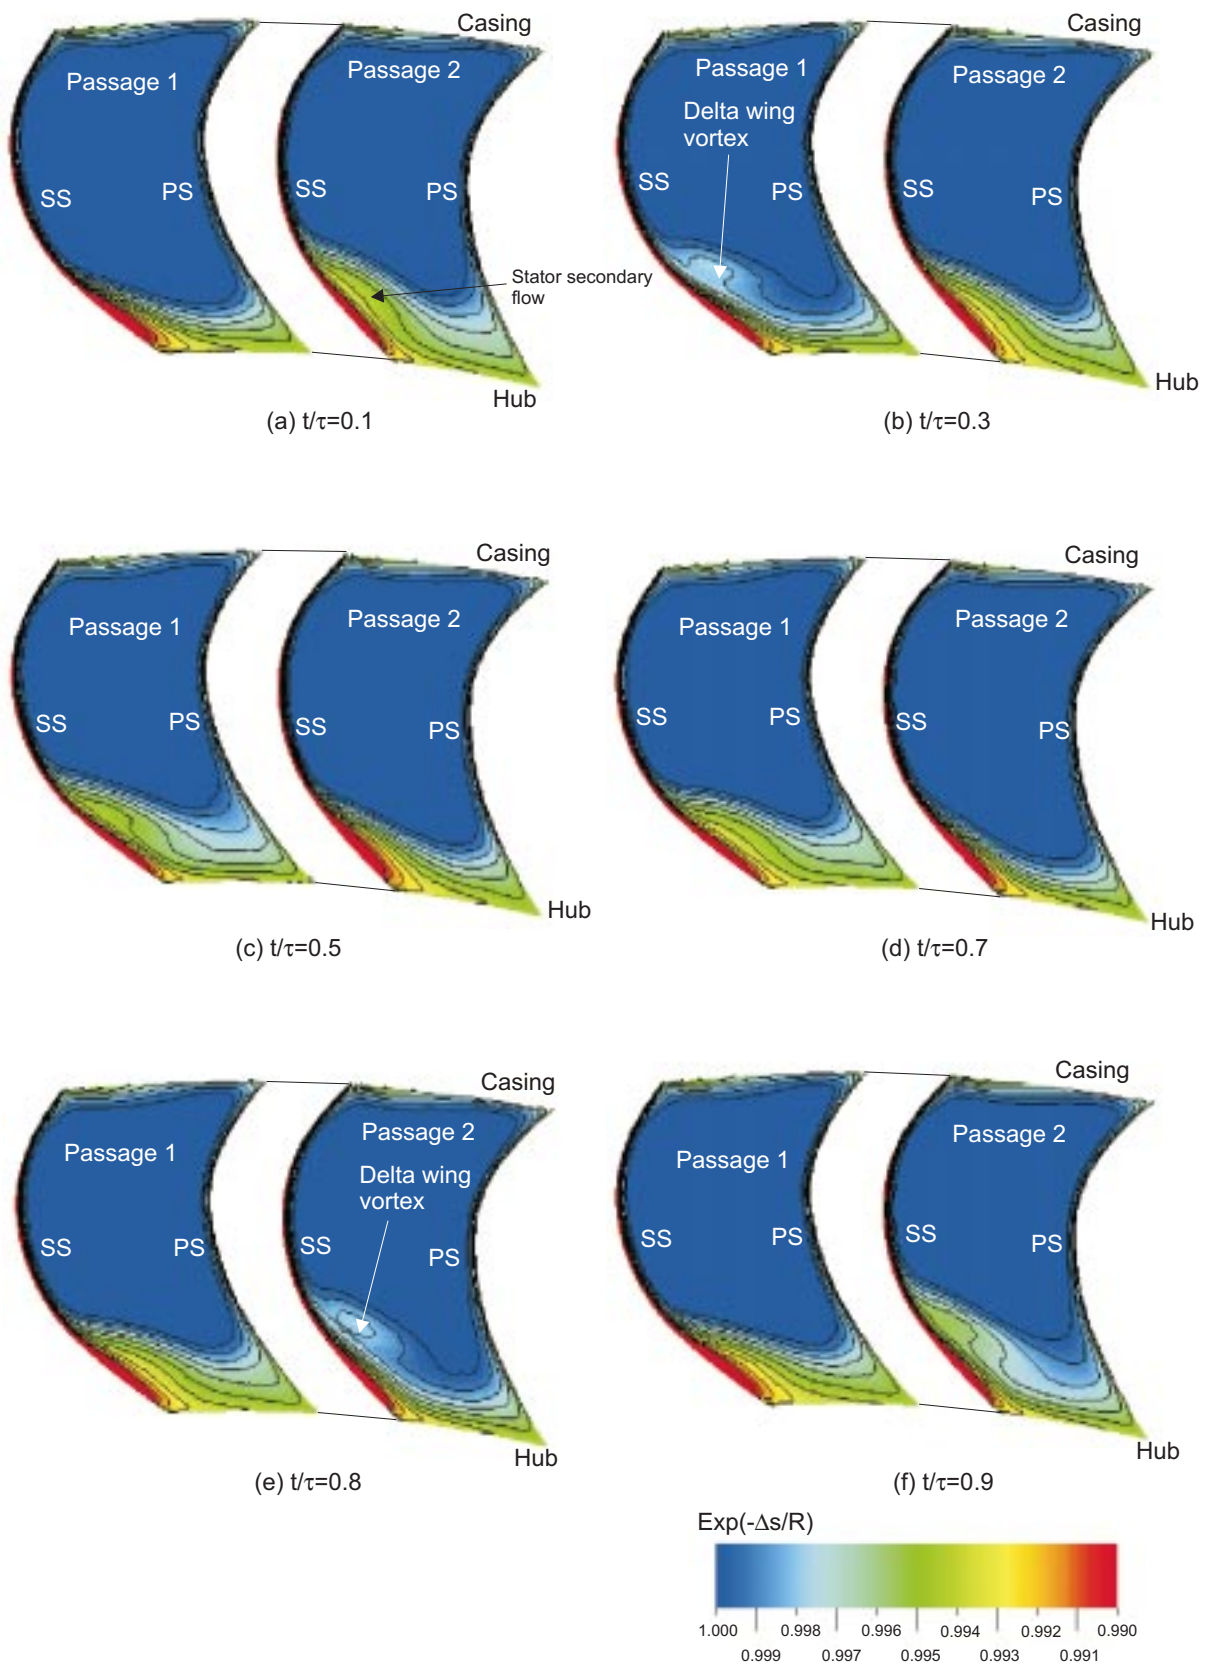 Casing
Passage 1
Passage 2
SS
PS
SS
PS
Stator secondary
flow
Hub
(a) t/τ=0.1
Casing
Passage 1
Passage 2
Delta wing
vortex
SS
PS
SS
PS
Hub
(b) t/τ=0.3
Casing
Passage 1
Passage 2
SS
PS
SS
PS
Hub
(c) t/τ=0.5
Casing
Passage 1
Passage 2
SS
PS
SS
PS
Hub
(d) t/τ=0.7
Casing
Passage 1
Passage 2
Delta wing
vortex
SS
PS
SS
PS
Hub
(e) t/τ=0.8
Casing
Passage 1
Passage 2
SS
PS
SS
PS
Hub
(f) t/τ=0.9
Exp(-Δs/R)
1.000 0.998 0.996 0.994 0.992 0.990
0.999 0.997 0.995 0.993 0.991